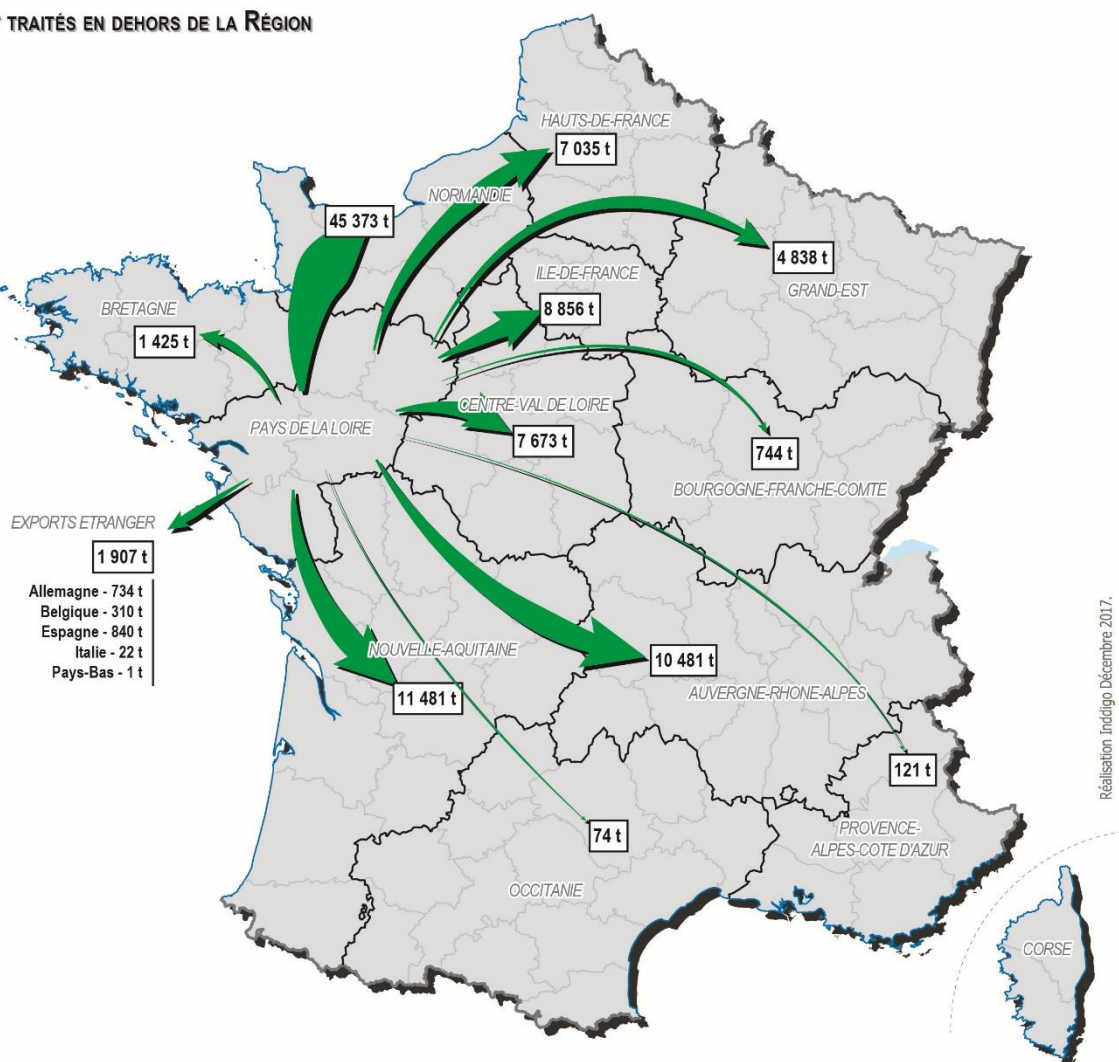 TRAITÉS EN DEHORS DE LA RÉGION
HAUTS-DE-FRANCE
7 035 t
NORMANDIE
45 373 t
4 838 t
GRAND-EST
ILE-DE-FRANCE
8 856 t
BRETAGNE
1 425 t
CENTRE-VAL DE LOIRE
7 673 t
PAYS DE LA LOIRE
744 t
BOURGOGNE-FRANCHE-COMTE
EXPORTS ETRANGER
1 907 t
Allemagne - 734 t
Belgique - 310 t
Espagne - 840 t
Italie - 22 t
Pays-Bas - 1 t
NOUVELLE-AQUITAINE
11 481 t
10 481 t
AUVERGNE-RHONE-ALPES
121 t
74 t
PROVENCE-
ALPES-COTE D'AZUR
OCCITANIE
CORSE
Réalisation Inddigo Décembre 2017.